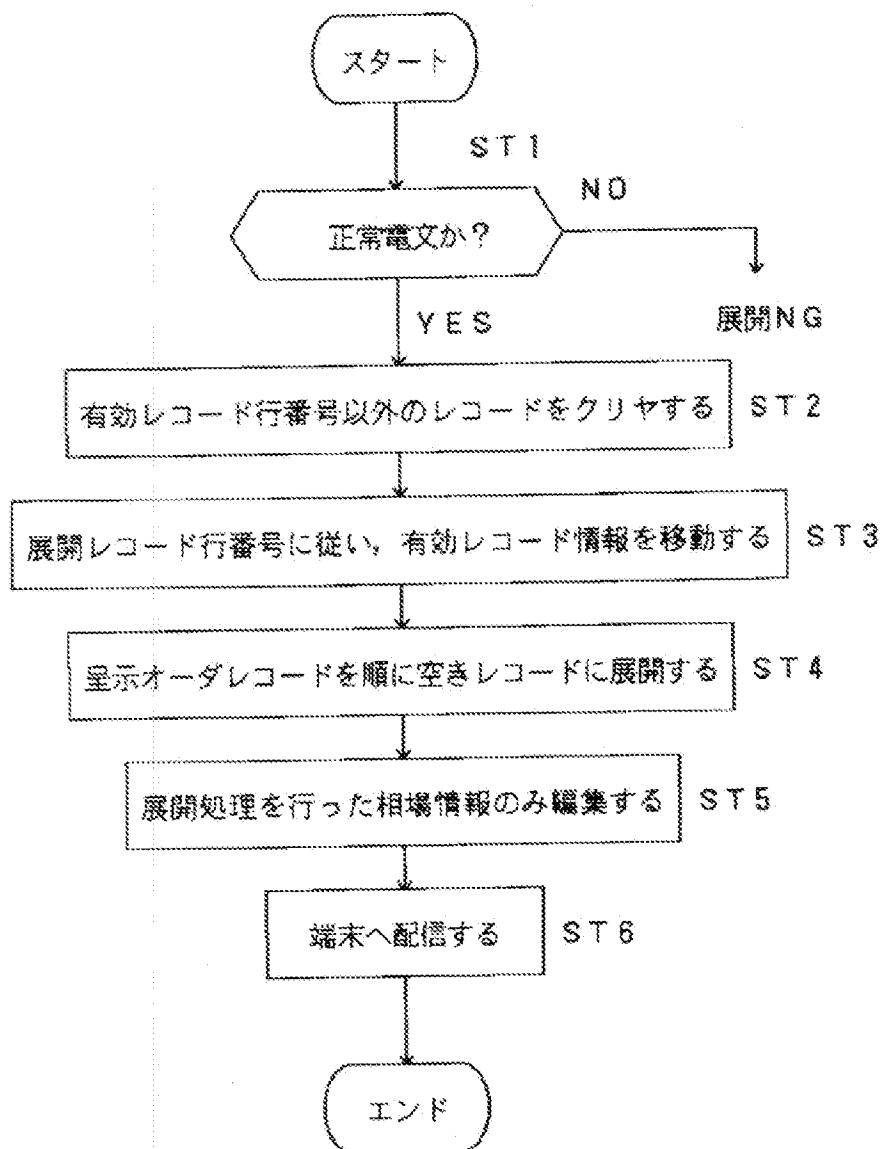 スタート
ST1
NO
正常電文か?
YES
展開NG
有効レコード行番号以外のレコードをクリヤする
ST2
展開レコード行番号に従い，有効レコード情報を移動する
ST3
呈示オーダレコードを順に空きレコードに展開する
ST4
展開処理を行った相場情報のみ編集する
ST5
端末へ配信する
ST6
エンド